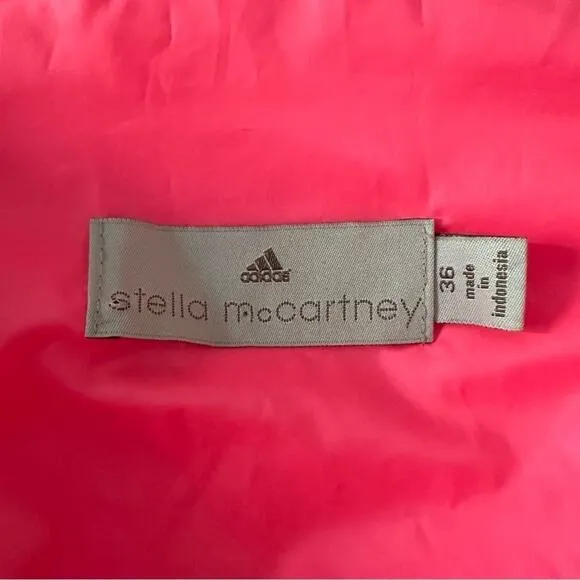 adidas
stella mccartney
36
made
in
indonesia